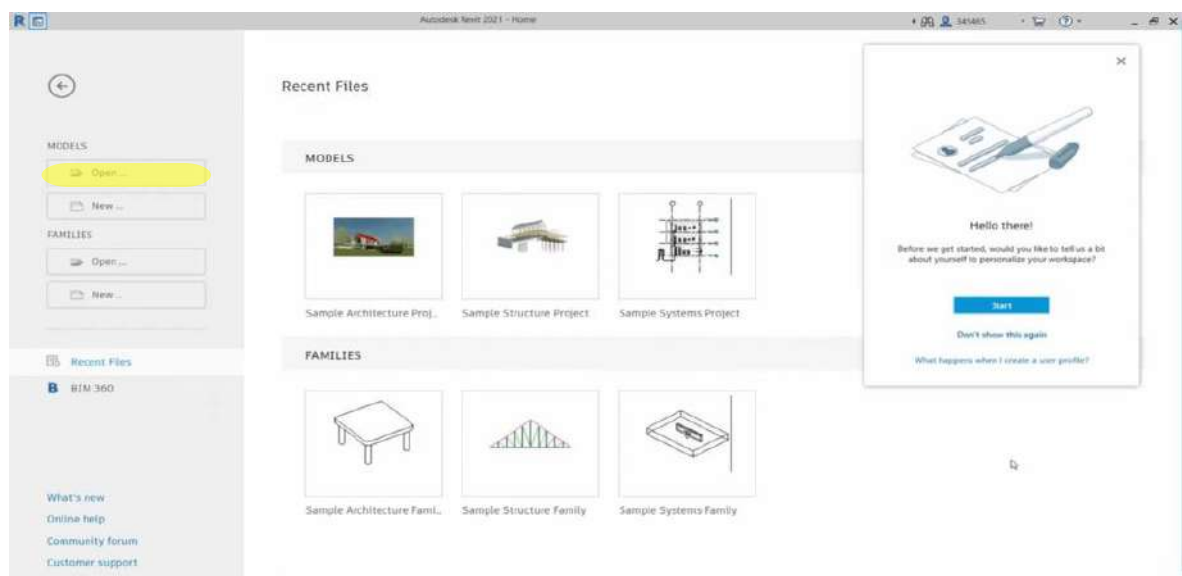 R
Autodesk Revit 2021 - Home
341465
Recent Files
MODELS
Open ...
New ...
FAMILIES
Open ...
New ...
Recent Files
B BIM 360
What's new
Online help
Community forum
Customer support
MODELS
Sample Architecture Proj...
Sample Structure Project
Sample Systems Project
FAMILIES
Sample Architecture Fami...
Sample Structure Family
Sample Systems Family
Hello there!
Before we get started, would you like to tell us a bit
about yourself to personalize your workspace?
Start
Don't show this again
What happens when I create a user profile?